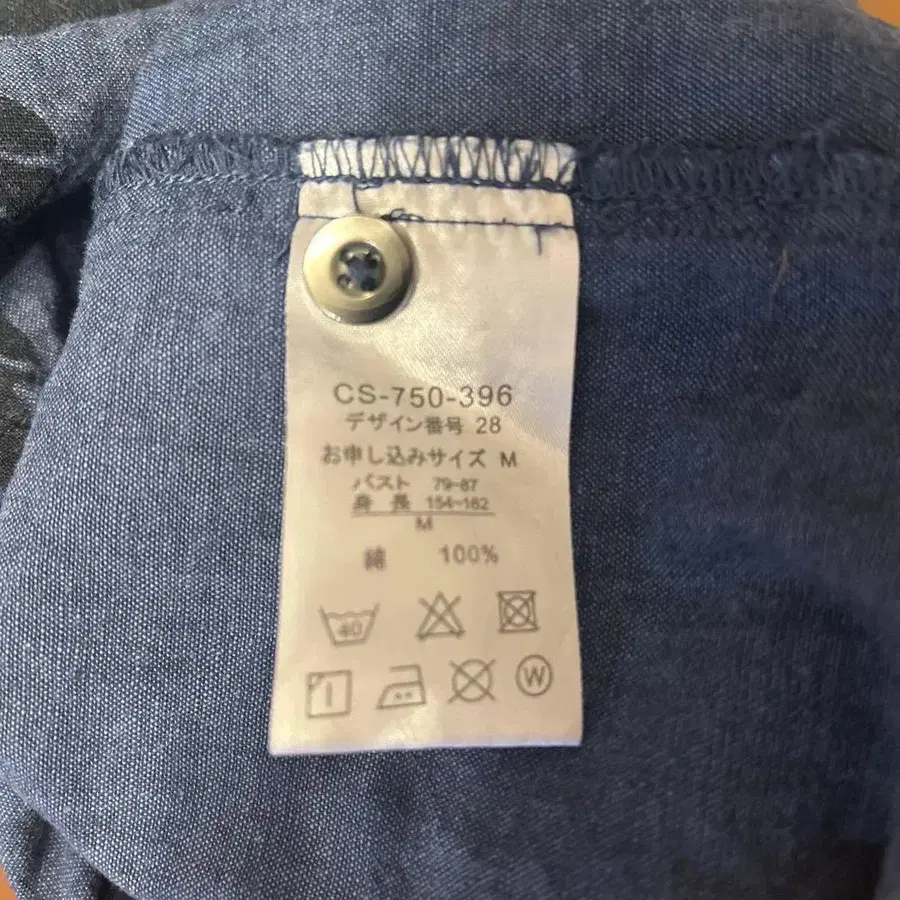 CS-750-396
デザイン番号 28
お申し込みサイズ M
バスト 79~87
身 長 154~162
M
綿 100%
40
W